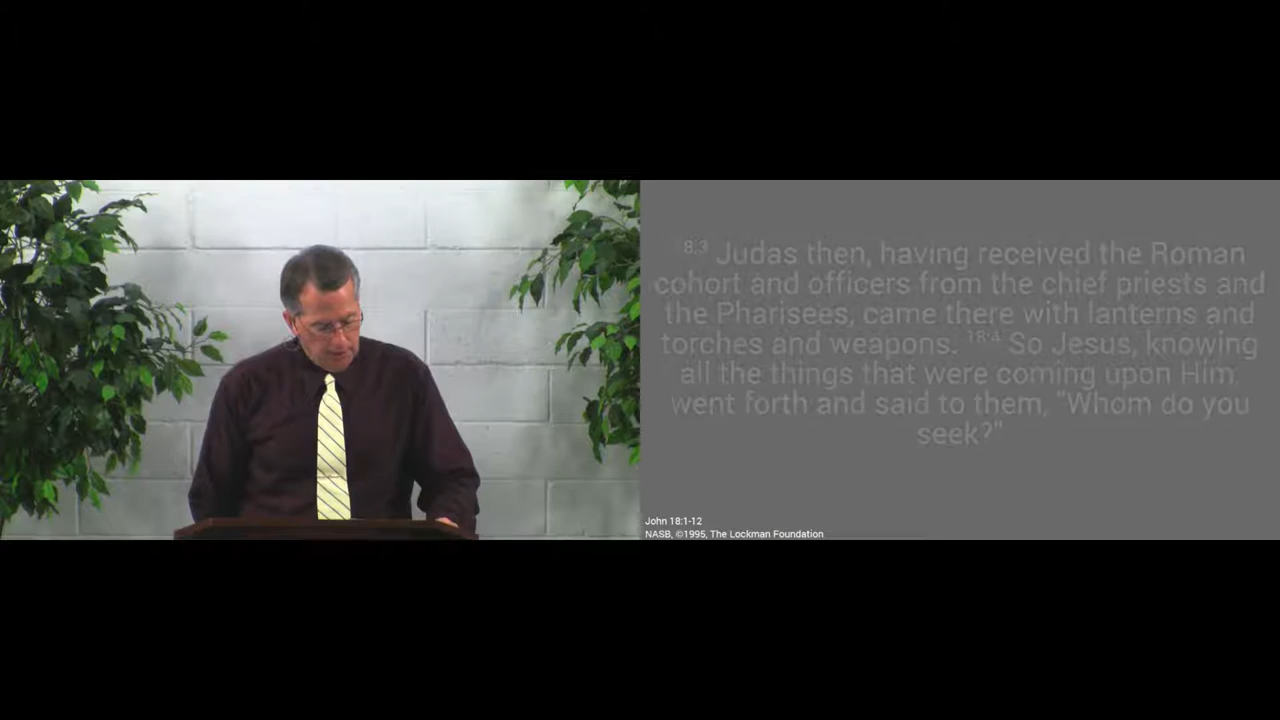 18:3 Judas then, having received the Roman
cohort and officers from the chief priests and
the Pharisees, came there with lanterns and
torches and weapons. 18:4 So Jesus, knowing
all the things that were coming upon Him,
went forth and said to them, "Whom do you
seek?"
John 18:1-12
NASB, ©1995, The Lockman Foundation